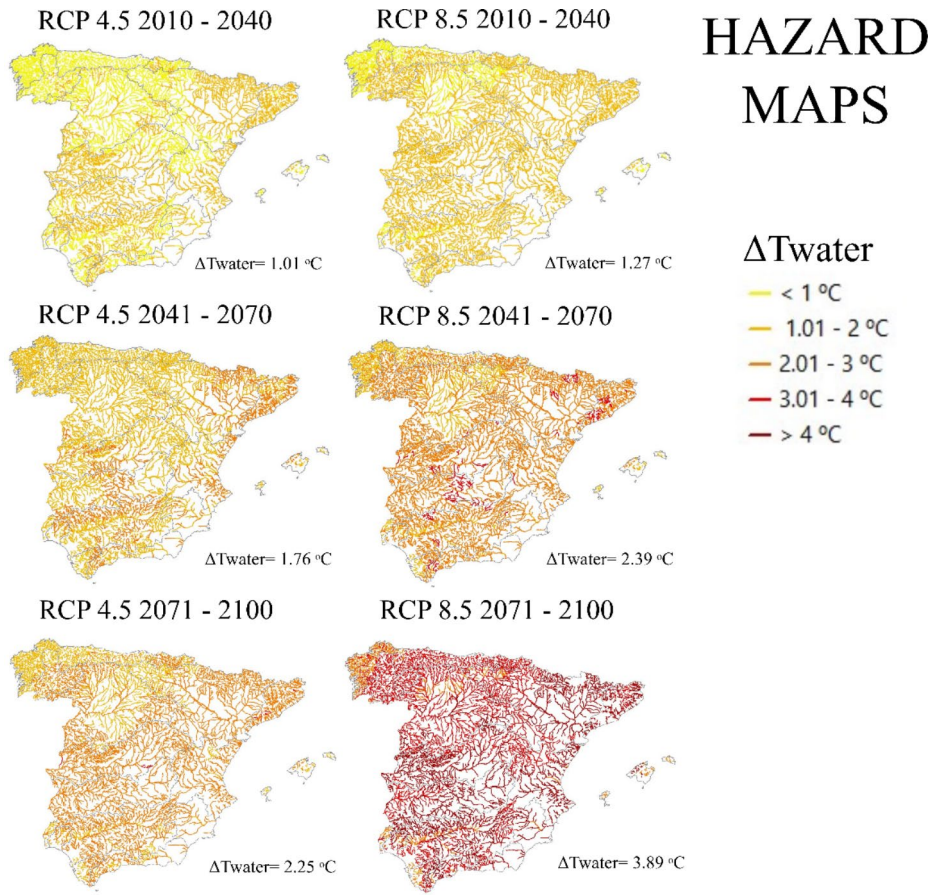 RCP 4.5 2010 - 2040
RCP 8.5 2010 - 2040
HAZARD
MAPS
ΔTwater= 1.01 ºC
ΔTwater= 1.27 ºC
ΔTwater
< 1 ºC
1.01 - 2 ºC
2.01 - 3 ºC
3.01 - 4 ºC
> 4 ºC
RCP 4.5 2041 - 2070
RCP 8.5 2041 - 2070
ΔTwater= 1.76 ºC
ΔTwater= 2.39 ºC
RCP 4.5 2071 - 2100
RCP 8.5 2071 - 2100
ΔTwater= 2.25 ºC
ΔTwater= 3.89 ºC